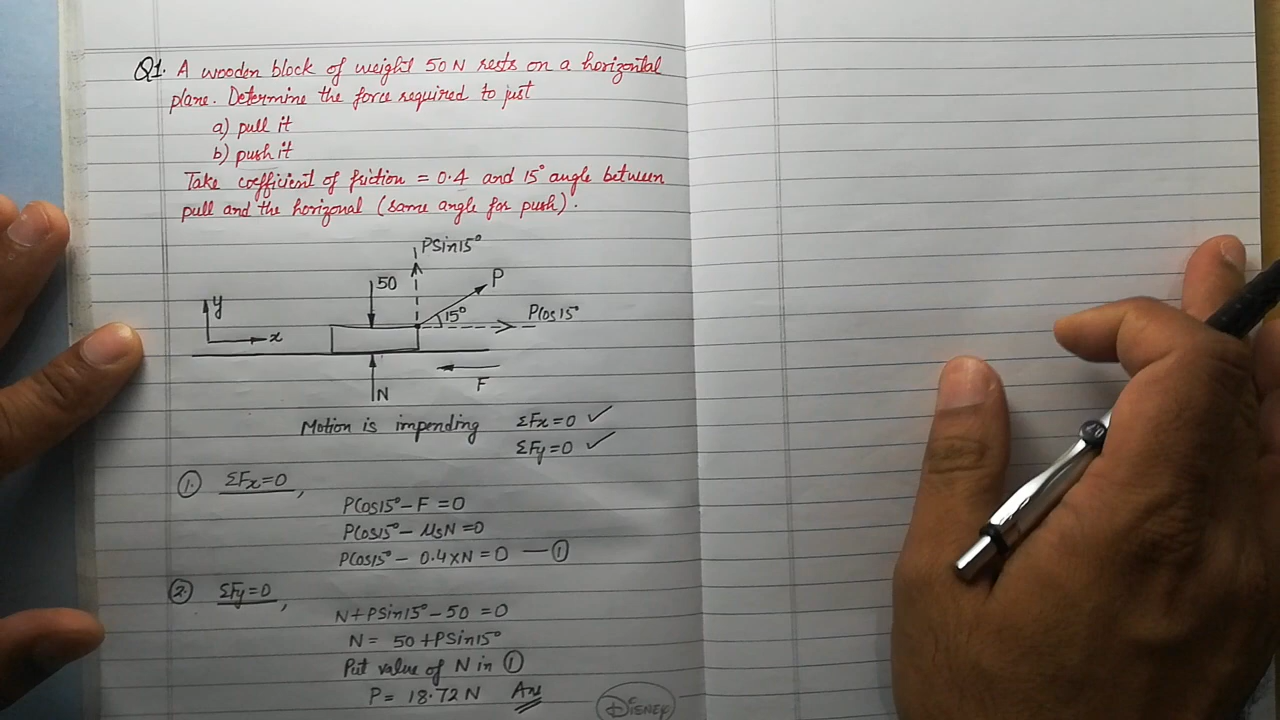 Q1. A wooden block of weight 50 N rests on a horizontal
plane. Determine the force required to just
a) pull it
b) push it
Take coefficient of friction = 0.4 and 15° angle between
pull and the horizonal (same angle for push).
PSin15°
50
P
15°
PCos15°
y
x
F
N
Motion is impending ΣFx=0 ✓
ΣFy=0 ✓
① ΣFx=0,
PCos15° – F = 0
PCos15° – μsN = 0
PCos15° – 0.4×N = 0 — ①
② ΣFy=0,
N+PSin15° – 50 = 0
N = 50 + PSin15°
Put value of N in ①
P = 18.72 N Ans
DISNEY